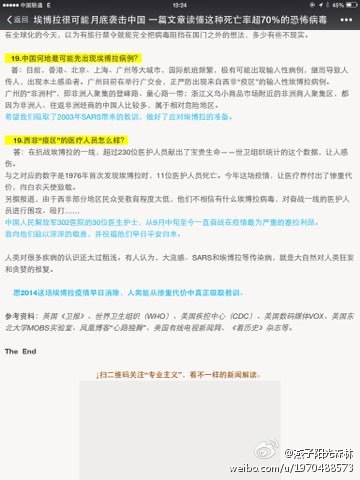 中国联通 E
13:24
埃博拉很可能月底袭击中国 一篇文章读懂这种死亡率超70%的恐怖病毒
在全球化的今天，以为有旅行禁令就能完全把病毒阻挡在国门之外的想法，多少有些不现实。
19.中国何地最可能先出现埃博拉病例？
答：目前，香港、北京、上海、广州等大城市，国际航班频繁，极有可能出现输入性病例，继而导致人
传人，出现本土感染者。目前，广州目前在举行广交会，正严防出现来自西非“疫区”的输入性病例。
广州的“非洲村”，即非洲人聚集的登峰路、童心路一带；浙江义乌小商品市场附近的非洲商人聚集区，都
因为非洲人、往返非洲经商的中国人比较多，属于相对危险地区。
希望我们吸取了2003年SARS带来的教训，做好了应对埃博拉的准备。
19.西非“疫区”的医疗人员怎么样？
答：在抗战埃博拉的一线，超过230位医护人员献出了宝贵生命——世卫组织统计的这个数据，让人感
伤。
与之对应的数字是1976年首次发现埃博拉时，11位医护人员死亡。今年这场疫情，让医疗界付出了惨重代
价，向白衣天使致敬。
另据报道，由于西非部分地区民众受教育程度太低，他们不相信有什么埃博拉病毒，对奋战一线的医护人
员进行围攻、殴打……
中国人民解放军302医院的30位医生护士，从9月中旬至今一直奋战在疫情最为严重的塞拉利昂。
我向他们致以深深的敬意，并祝福他们早日平安归来。
人类对很多疾病的认识还太过粗浅。有人认为，大流感、SARS和埃博拉等传染病，就是大自然对人类狂妄
和贪婪的报复。
愿2014这场埃博拉疫情早日消除，人类能从惨重代价中真正吸取教训。
参考资料：英国《卫报》、世界卫生组织（WHO）、美国疾控中心（CDC）、美国数码媒体VOX、美国东
北大学MOBS实验室、凤凰博客“心路独舞”、美国有线电视新闻网、《看历史》杂志等。
The End
↓扫二维码关注“专业主义”，看不一样的新闻解读。
@燕子阳光森林
weibo.com/u/1970488573